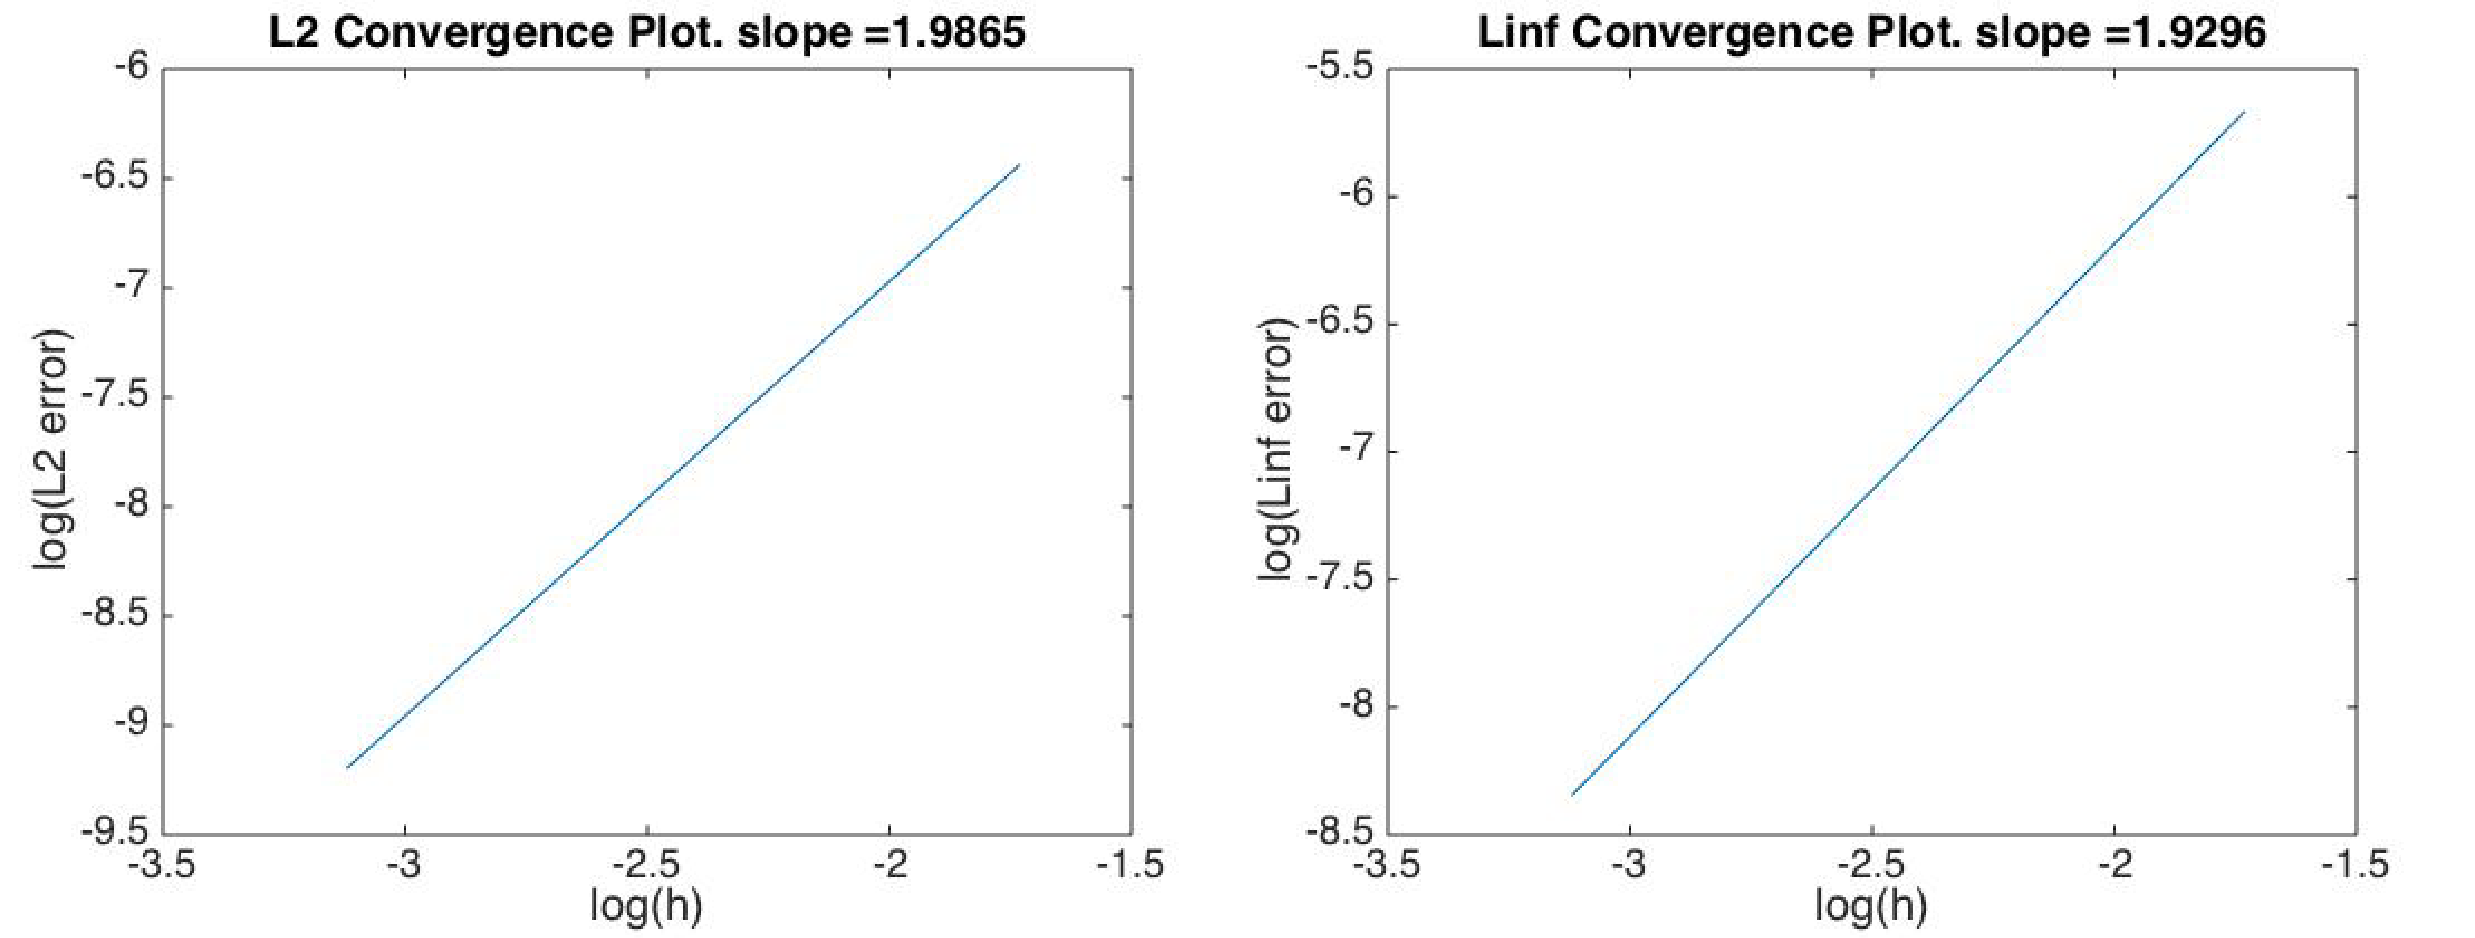 L2 Convergence Plot. slope =1.9865
-6
-6.5
-7
-7.5
-8
-8.5
-9
-9.5
log(L2 error)
-3.5 -3 -2.5 -2 -1.5
log(h)
Linf Convergence Plot. slope =1.9296
-5.5
-6
-6.5
-7
-7.5
-8
-8.5
log(Linf error)
-3.5 -3 -2.5 -2 -1.5
log(h)